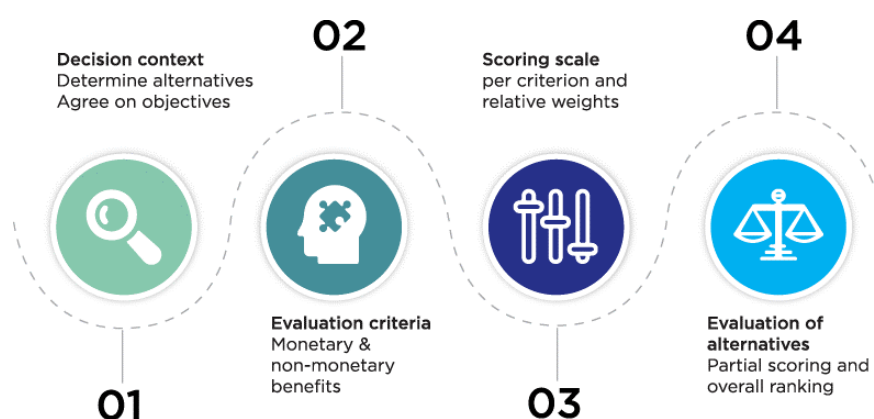 01
Decision context
Determine alternatives
Agree on objectives
02
Evaluation criteria
Monetary &
non-monetary
benefits
03
Scoring scale
per criterion and
relative weights
04
Evaluation of
alternatives
Partial scoring and
overall ranking